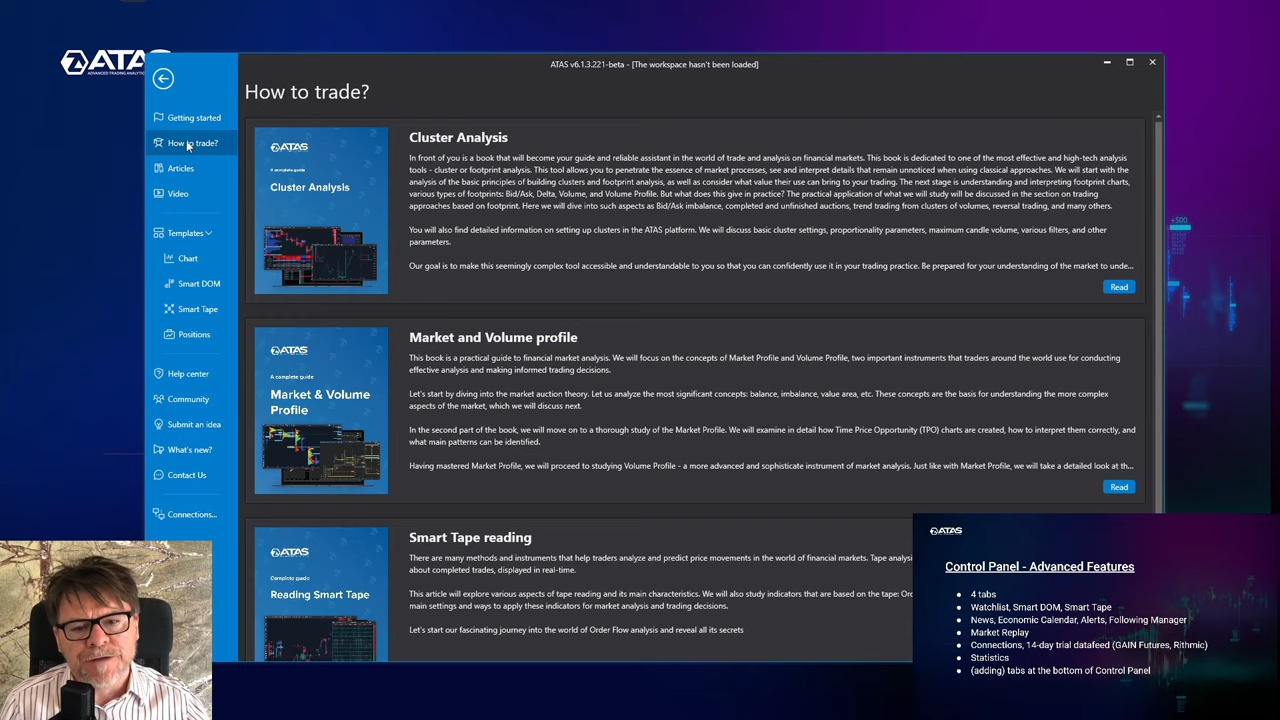 ATAS
ADVANCED TRADING ANALYTIC
ATAS v6.1.3.221-beta - [The workspace hasn't been loaded]
How to trade?
Getting started
How to trade?
Articles
Video
Templates
Chart
Smart DOM
Smart Tape
Positions
Help center
Community
Submit an idea
What's new?
Contact Us
Connections...
ATAS
A complete guide
Cluster Analysis
Cluster Analysis
In front of you is a book that will become your guide and reliable assistant in the world of trade and analysis on financial markets. This book is dedicated to one of the most effective and high-tech analysis
tools - cluster or footprint analysis. This tool allows you to penetrate the essence of market processes, see and interpret details that remain unnoticed when using classical approaches. We will start with the
analysis of the basic principles of building clusters and footprint analysis, as well as consider what value their use can bring to your trading. The next stage is understanding and interpreting footprint charts,
various types of footprints: Bid/Ask, Delta, Volume, and Volume Profile. But what does this give in practice? The practical application of what we study will be discussed in the section on trading
approaches based on footprint. Here we will dive into such aspects as Bid/Ask imbalance, completed and unfinished auctions, trend trading from clusters of volumes, reversal trading, and many others.
You will also find detailed information on setting up clusters in the ATAS platform. We will discuss basic cluster settings, proportionality parameters, maximum candle volume, various filters, and other
parameters.
Our goal is to make this seemingly complex tool accessible and understandable to you so that you can confidently use it in your trading practice. Be prepared for your understanding of the market to unde...
Read
ATAS
A complete guide
Market & Volume
Profile
Market and Volume profile
This book is a practical guide to financial market analysis. We will focus on the concepts of Market Profile and Volume Profile, two important instruments that traders around the world use for conducting
effective analysis and making informed trading decisions.
Let's start by diving into the market auction theory. Let us analyze the most significant concepts: balance, imbalance, value area, etc. These concepts are the basis for understanding the more complex
aspects of the market, which we will discuss next.
In the second part of the book, we will move on to a thorough study of the Market Profile. We will examine in detail how Time Price Opportunity (TPO) charts are created, how to interpret them correctly, and
what main patterns can be identified.
Having mastered Market Profile, we will proceed to studying Volume Profile - a more advanced and sophisticate instrument of market analysis. Just like with Market Profile, we will take a detailed look at th...
Read
ATAS
Complete guide
Reading Smart Tape
Smart Tape reading
There are many methods and instruments that help traders analyze and predict price movements in the world of financial markets. Tape analysi
about completed trades, displayed in real-time.
This article will explore various aspects of tape reading and its main characteristics. We will also study indicators that are based on the tape: Or
main settings and ways to apply these indicators for market analysis and trading decisions.
Let's start our fascinating journey into the world of Order Flow analysis and reveal all its secrets
+500
ATAS
Control Panel - Advanced Features
● 4 tabs
● Watchlist, Smart DOM, Smart Tape
● News, Economic Calendar, Alerts, Following Manager
● Market Replay
● Connections, 14-day trial datafeed (GAIN Futures, Rithmic)
● Statistics
● (adding) tabs at the bottom of Control Panel